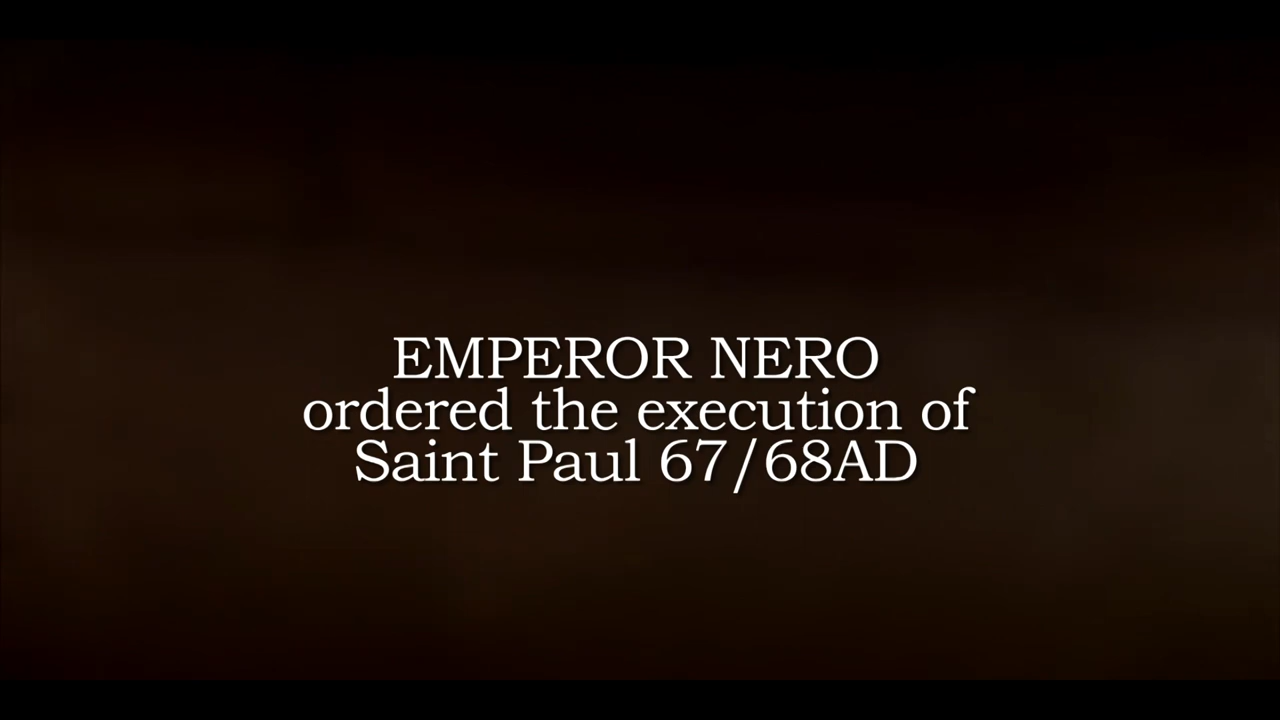 EMPEROR NERO
ordered the execution of
Saint Paul 67/68AD